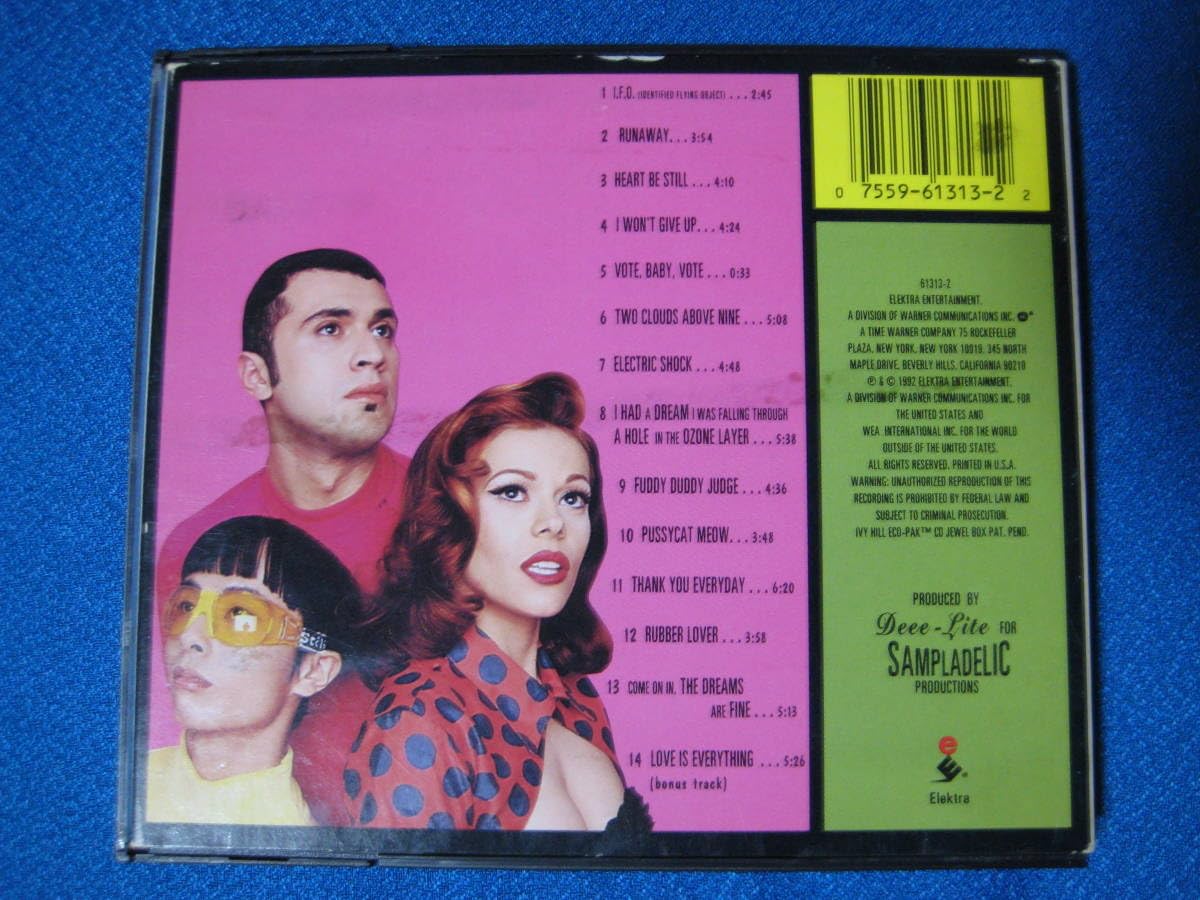 1 I.F.O. (IDENTIFIED FLYING OBJECT) . . . 2:45
2 RUNAWAY. . . 3:54
3 HEART BE STILL . . . 4:10
4 I WON'T GIVE UP. . . 4:24
5 VOTE, BABY, VOTE . . . 0:33
6 TWO CLOUDS ABOVE NINE . . . 5:08
7 ELECTRIC SHOCK . . . 4:48
8 I HAD A DREAM I WAS FALLING THROUGH
A HOLE IN THE OZONE LAYER . . . 5:38
9 FUDDY DUDDY JUDGE . . . 4:36
10 PUSSYCAT MEOW. . . 3:48
11 THANK YOU EVERYDAY . . . 6:20
12 RUBBER LOVER . . . 3:58
13 COME ON IN, THE DREAMS
ARE FINE . . . 5:13
14 LOVE IS EVERYTHING . . . 5:26
(bonus track)
0 7559-61313-2 2
61313-2
ELEKTRA ENTERTAINMENT.
A DIVISION OF WARNER COMMUNICATIONS INC.
A TIME WARNER COMPANY 75 ROCKEFELLER
PLAZA, NEW YORK, NEW YORK 10019. 345 NORTH
MAPLE DRIVE, BEVERLY HILLS, CALIFORNIA 90210
℗ & © 1992 ELEKTRA ENTERTAINMENT.
A DIVISION OF WARNER COMMUNICATIONS INC. FOR
THE UNITED STATES AND
WEA INTERNATIONAL INC. FOR THE WORLD
OUTSIDE OF THE UNITED STATES.
ALL RIGHTS RESERVED. PRINTED IN U.S.A.
WARNING: UNAUTHORIZED REPRODUCTION OF THIS
RECORDING IS PROHIBITED BY FEDERAL LAW AND
SUBJECT TO CRIMINAL PROSECUTION.
IVY HILL ECO-PAK™ CD JEWEL BOX PAT. PEND.
PRODUCED BY
Deee-Lite FOR
SAMPLADELIC
PRODUCTIONS
Elektra